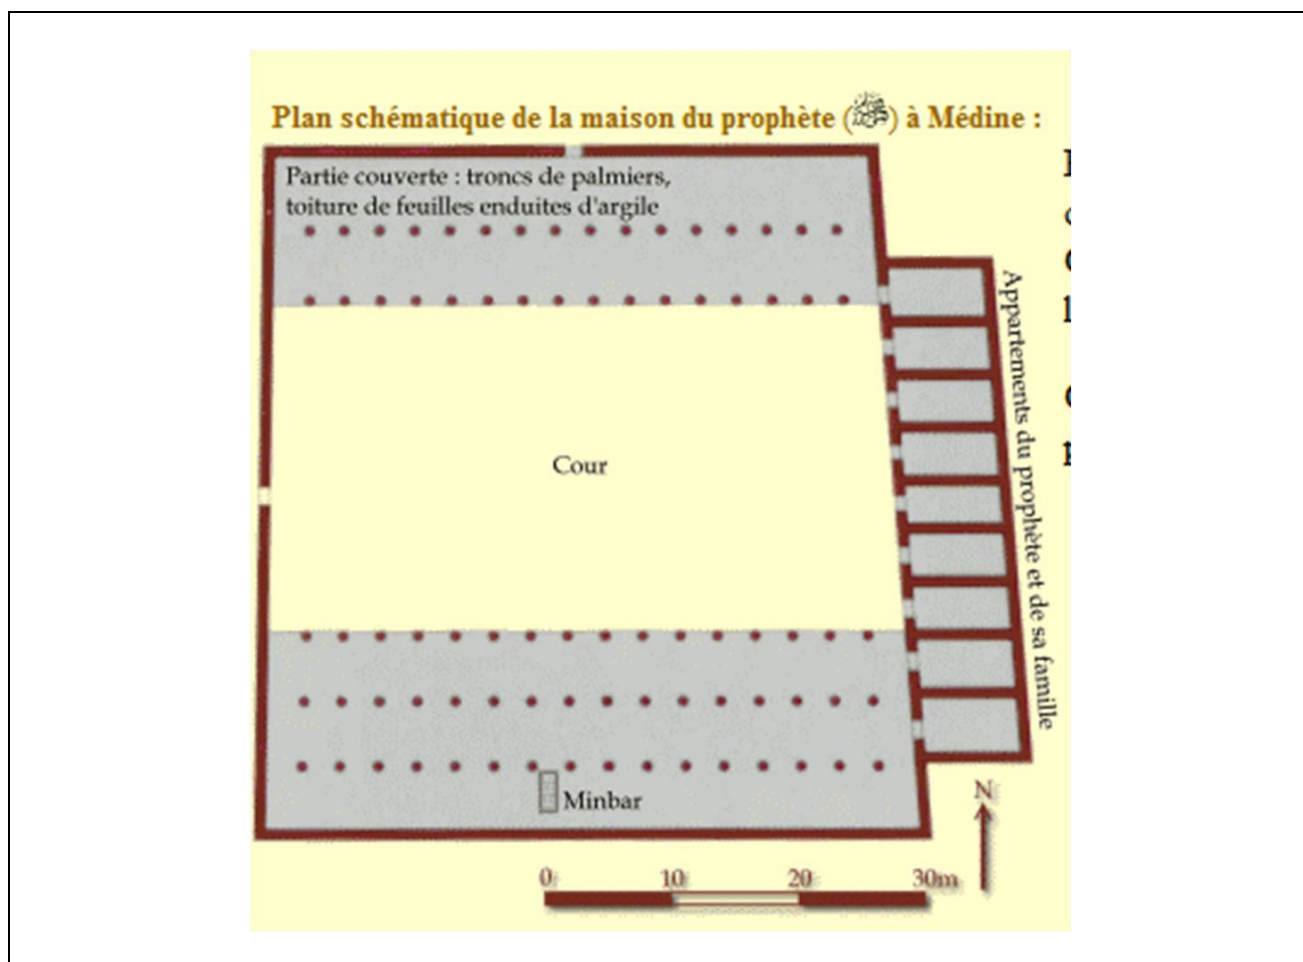 Plan schématique de la maison du prophète (ﷺ) à Médine :
Partie couverte : troncs de palmiers,
toiture de feuilles enduites d'argile
Appartements du prophète et de sa famille
Cour
Minbar
N
0 10 20 30m